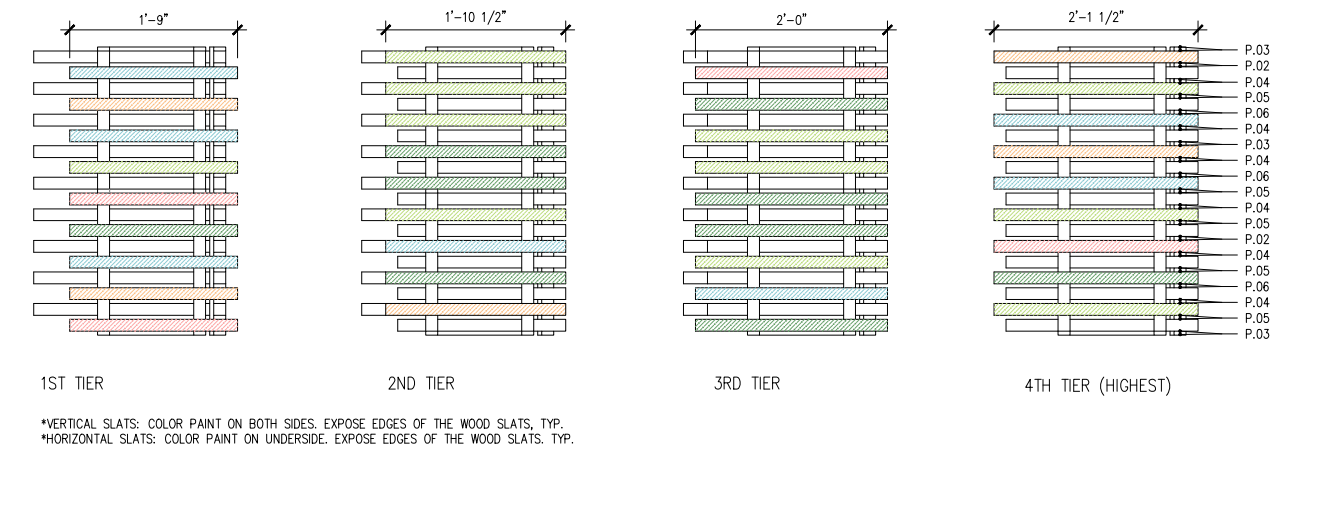 1'-9"
1'-10 1/2"
2'-0"
2'-1 1/2"
P.03
P.02
P.04
P.05
P.06
P.04
P.03
P.04
P.06
P.05
P.04
P.05
P.02
P.04
P.05
P.06
P.04
P.05
P.03
1ST TIER
2ND TIER
3RD TIER
4TH TIER (HIGHEST)
*VERTICAL SLATS: COLOR PAINT ON BOTH SIDES. EXPOSE EDGES OF THE WOOD SLATS, TYP.
*HORIZONTAL SLATS: COLOR PAINT ON UNDERSIDE. EXPOSE EDGES OF THE WOOD SLATS. TYP.